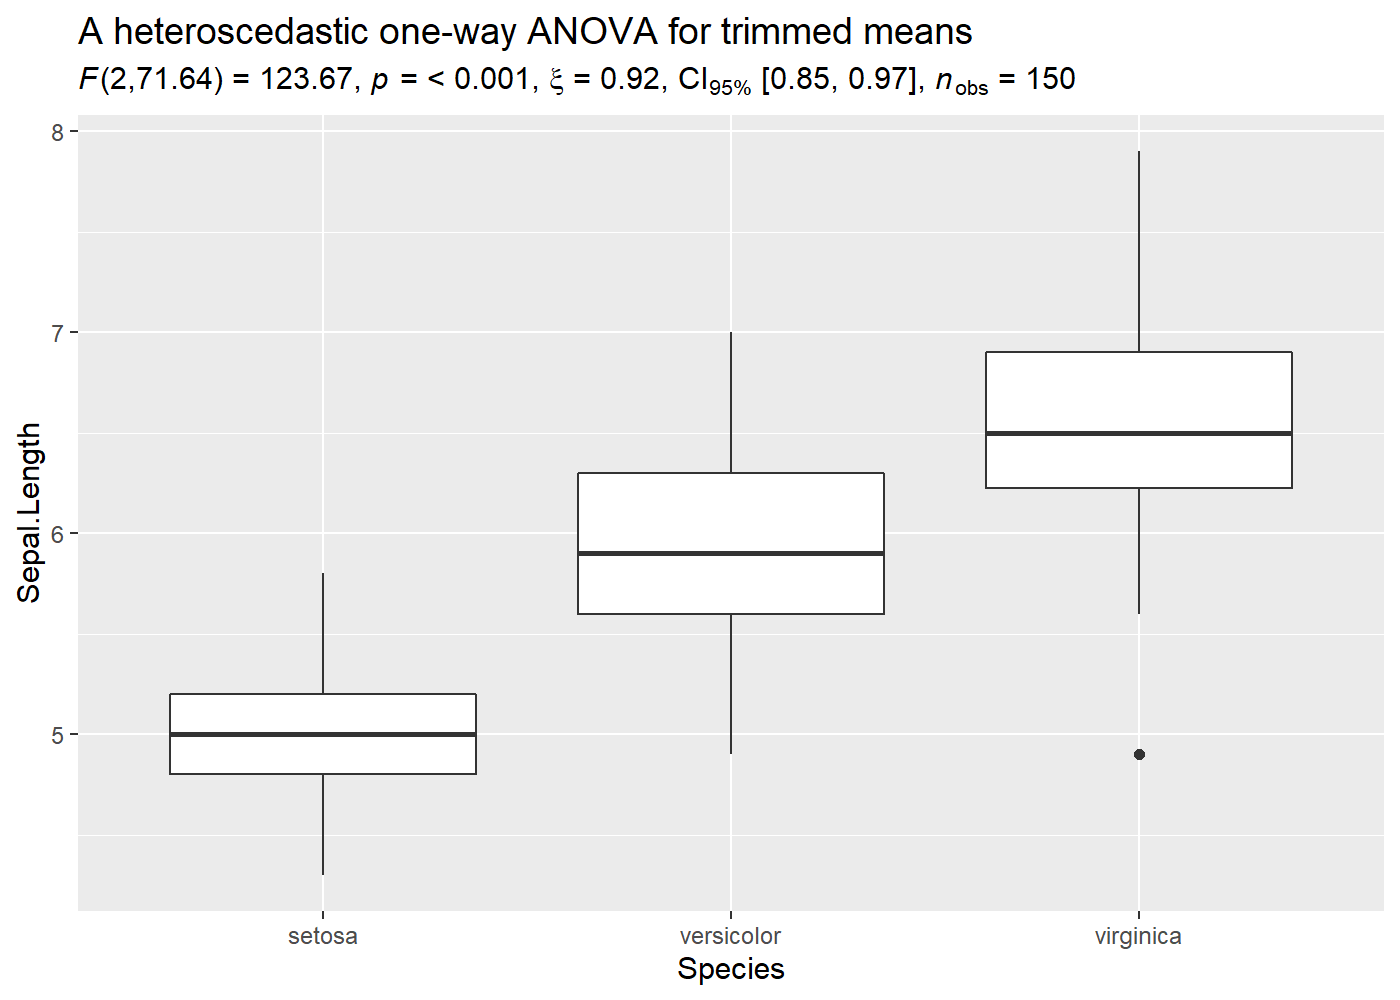 A heteroscedastic one-way ANOVA for trimmed means
F(2,71.64) = 123.67, p = < 0.001, ξ = 0.92, CI95% [0.85, 0.97], nobs = 150
8
7
6
5
Sepal.Length
setosa versicolor virginica
Species